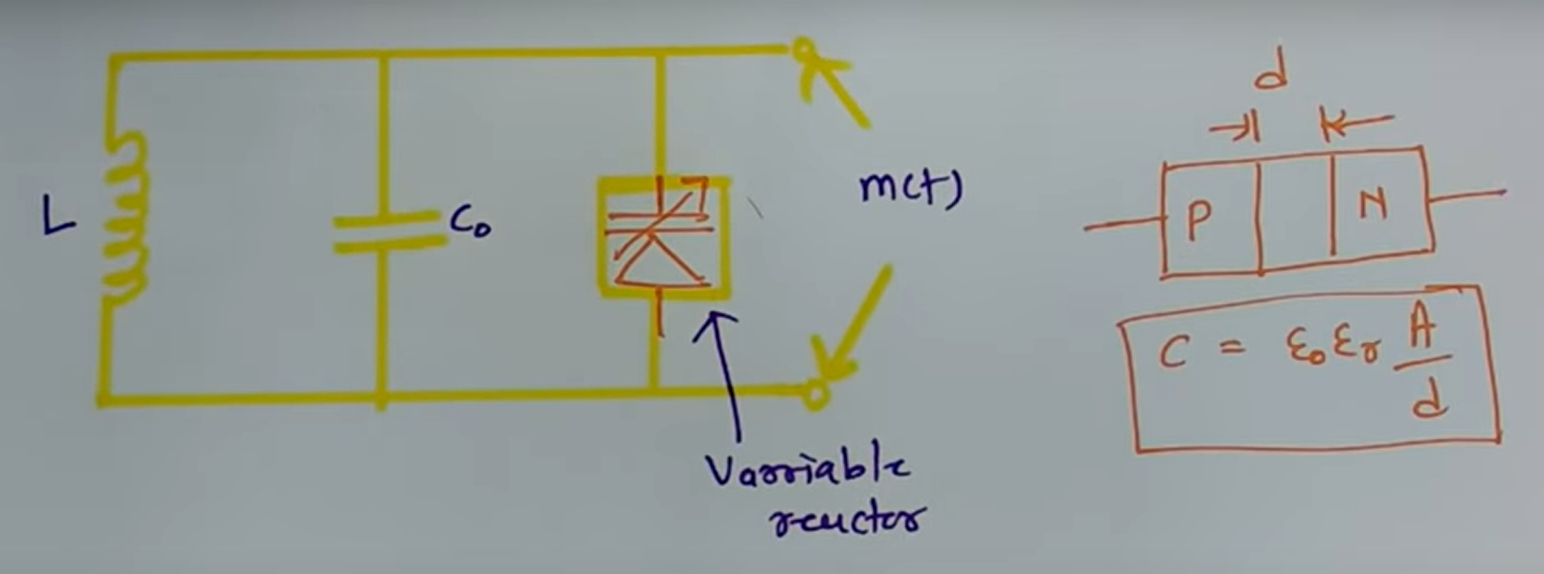 L
C₀
m(t)
Varriable
reactor
d
P
N
C = ε₀ εr A/d